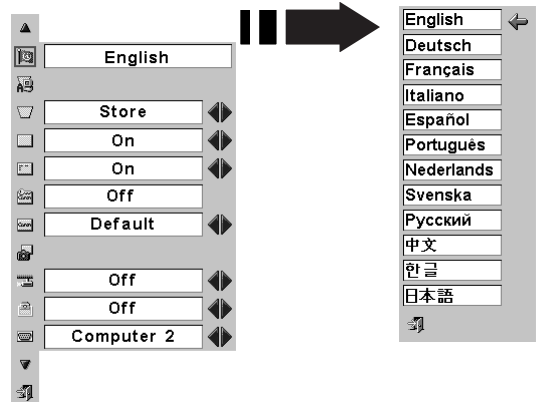 English
Store
On
On
Off
Default
Off
Off
Computer 2
English
Deutsch
Français
Italiano
Español
Português
Nederlands
Svenska
Русский
中文
한글
日本語